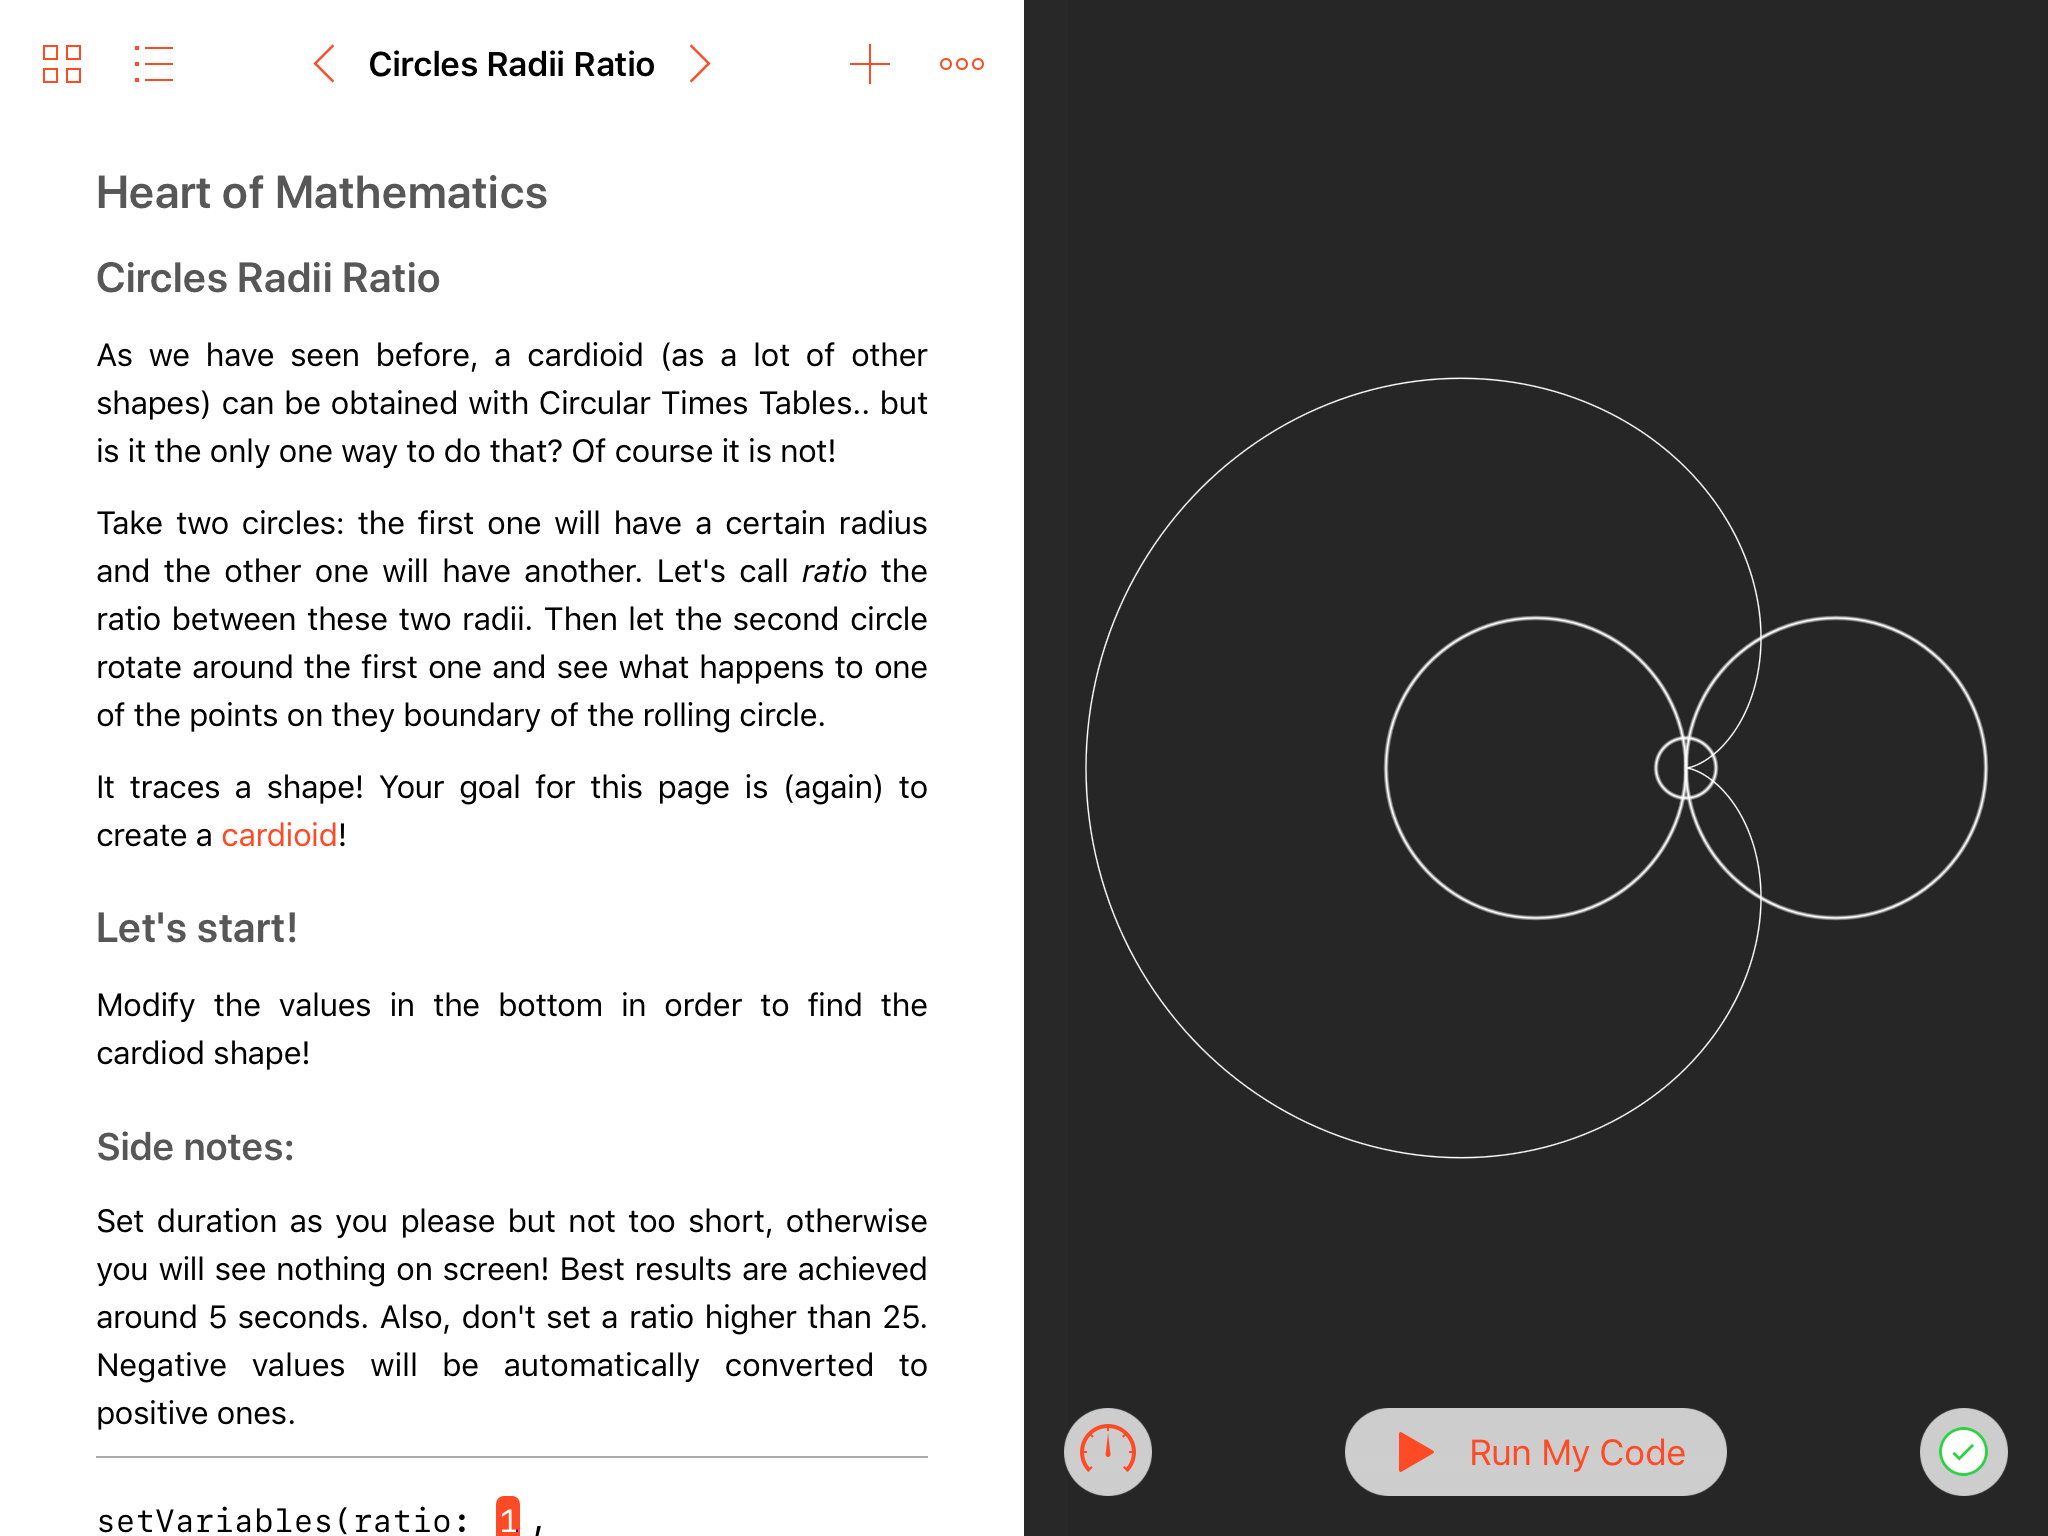 Circles Radii Ratio
Heart of Mathematics
Circles Radii Ratio
As we have seen before, a cardioid (as a lot of other
shapes) can be obtained with Circular Times Tables.. but
is it the only one way to do that? Of course it is not!
Take two circles: the first one will have a certain radius
and the other one will have another. Let's call ratio the
ratio between these two radii. Then let the second circle
rotate around the first one and see what happens to one
of the points on they boundary of the rolling circle.
It traces a shape! Your goal for this page is (again) to
create a cardioid!
Let's start!
Modify the values in the bottom in order to find the
cardiod shape!
Side notes:
Set duration as you please but not too short, otherwise
you will see nothing on screen! Best results are achieved
around 5 seconds. Also, don't set a ratio higher than 25.
Negative values will be automatically converted to
positive ones.
setVariables(ratio: 1,
Run My Code